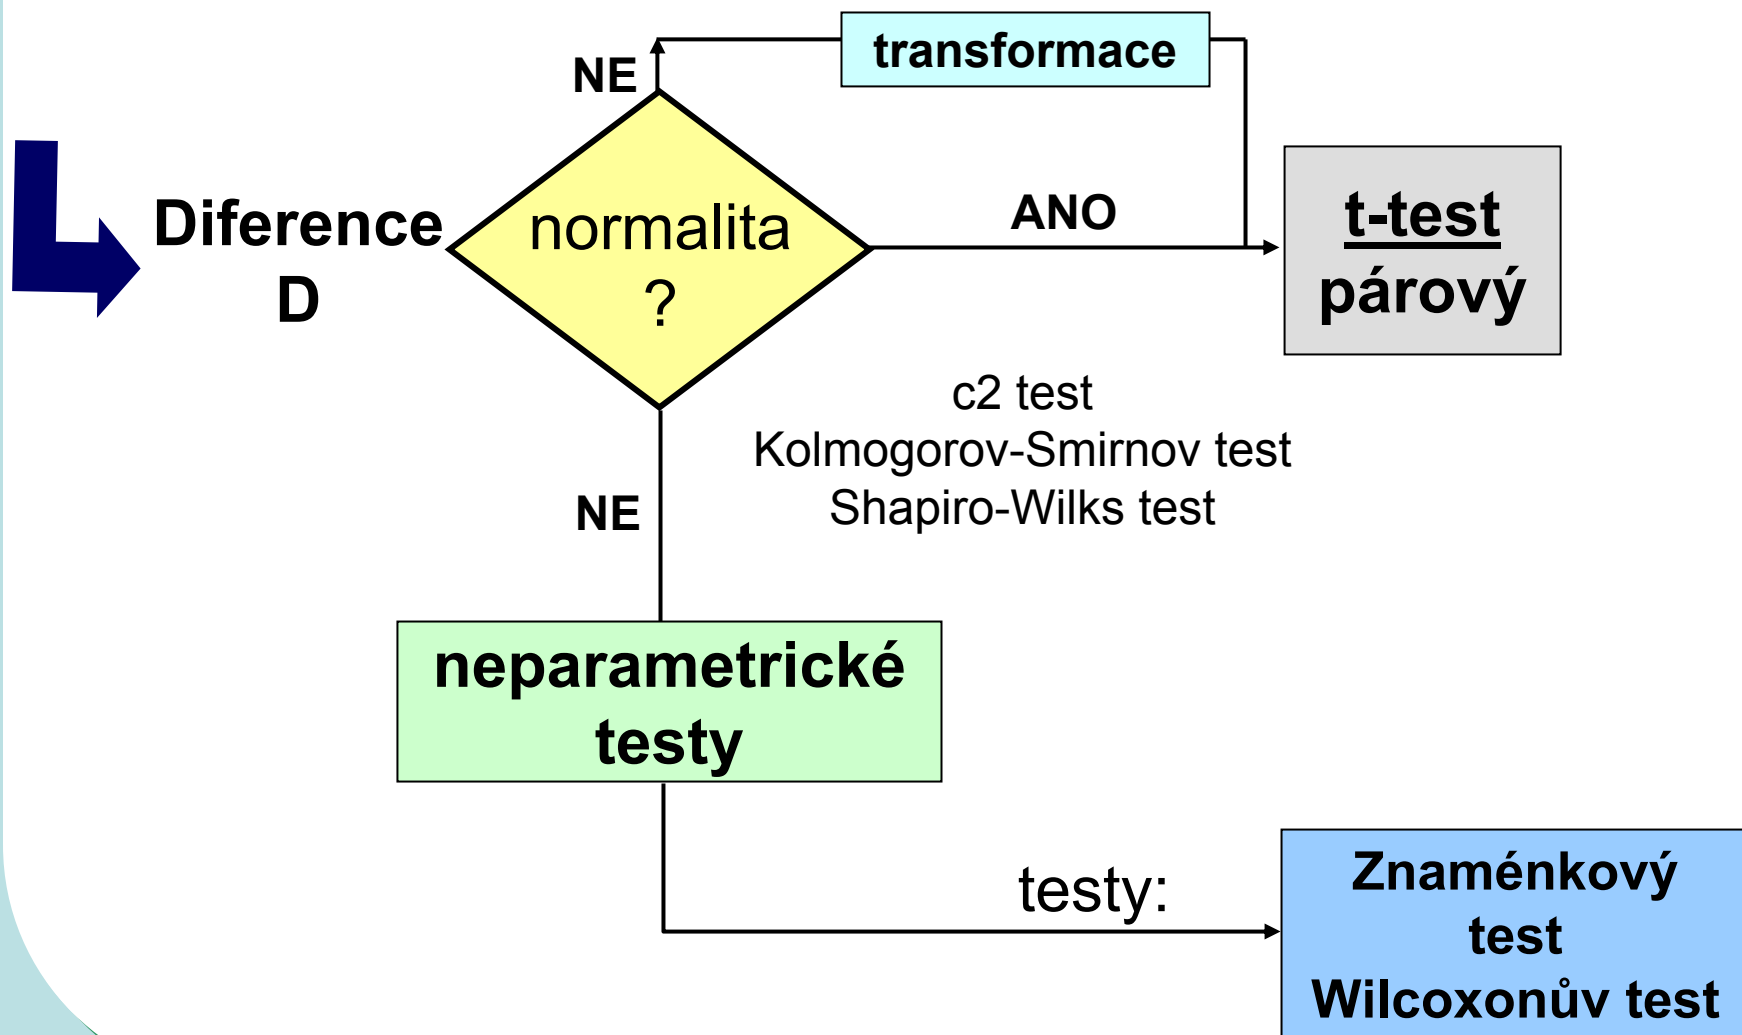 transformace
NE
Diference
D
normalita
?
ANO
t-test
párový
c2 test
Kolmogorov-Smirnov test
Shapiro-Wilks test
NE
neparametrické
testy
testy:
Znaménkový
test
Wilcoxonův test